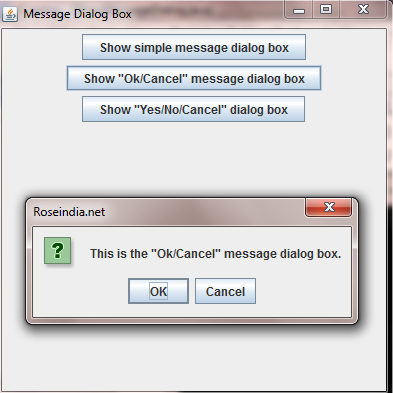 Message Dialog Box
Show simple message dialog box
Show "Ok/Cancel" message dialog box
Show "Yes/No/Cancel" dialog box
Roseindia.net
?
This is the "Ok/Cancel" message dialog box.
OK Cancel